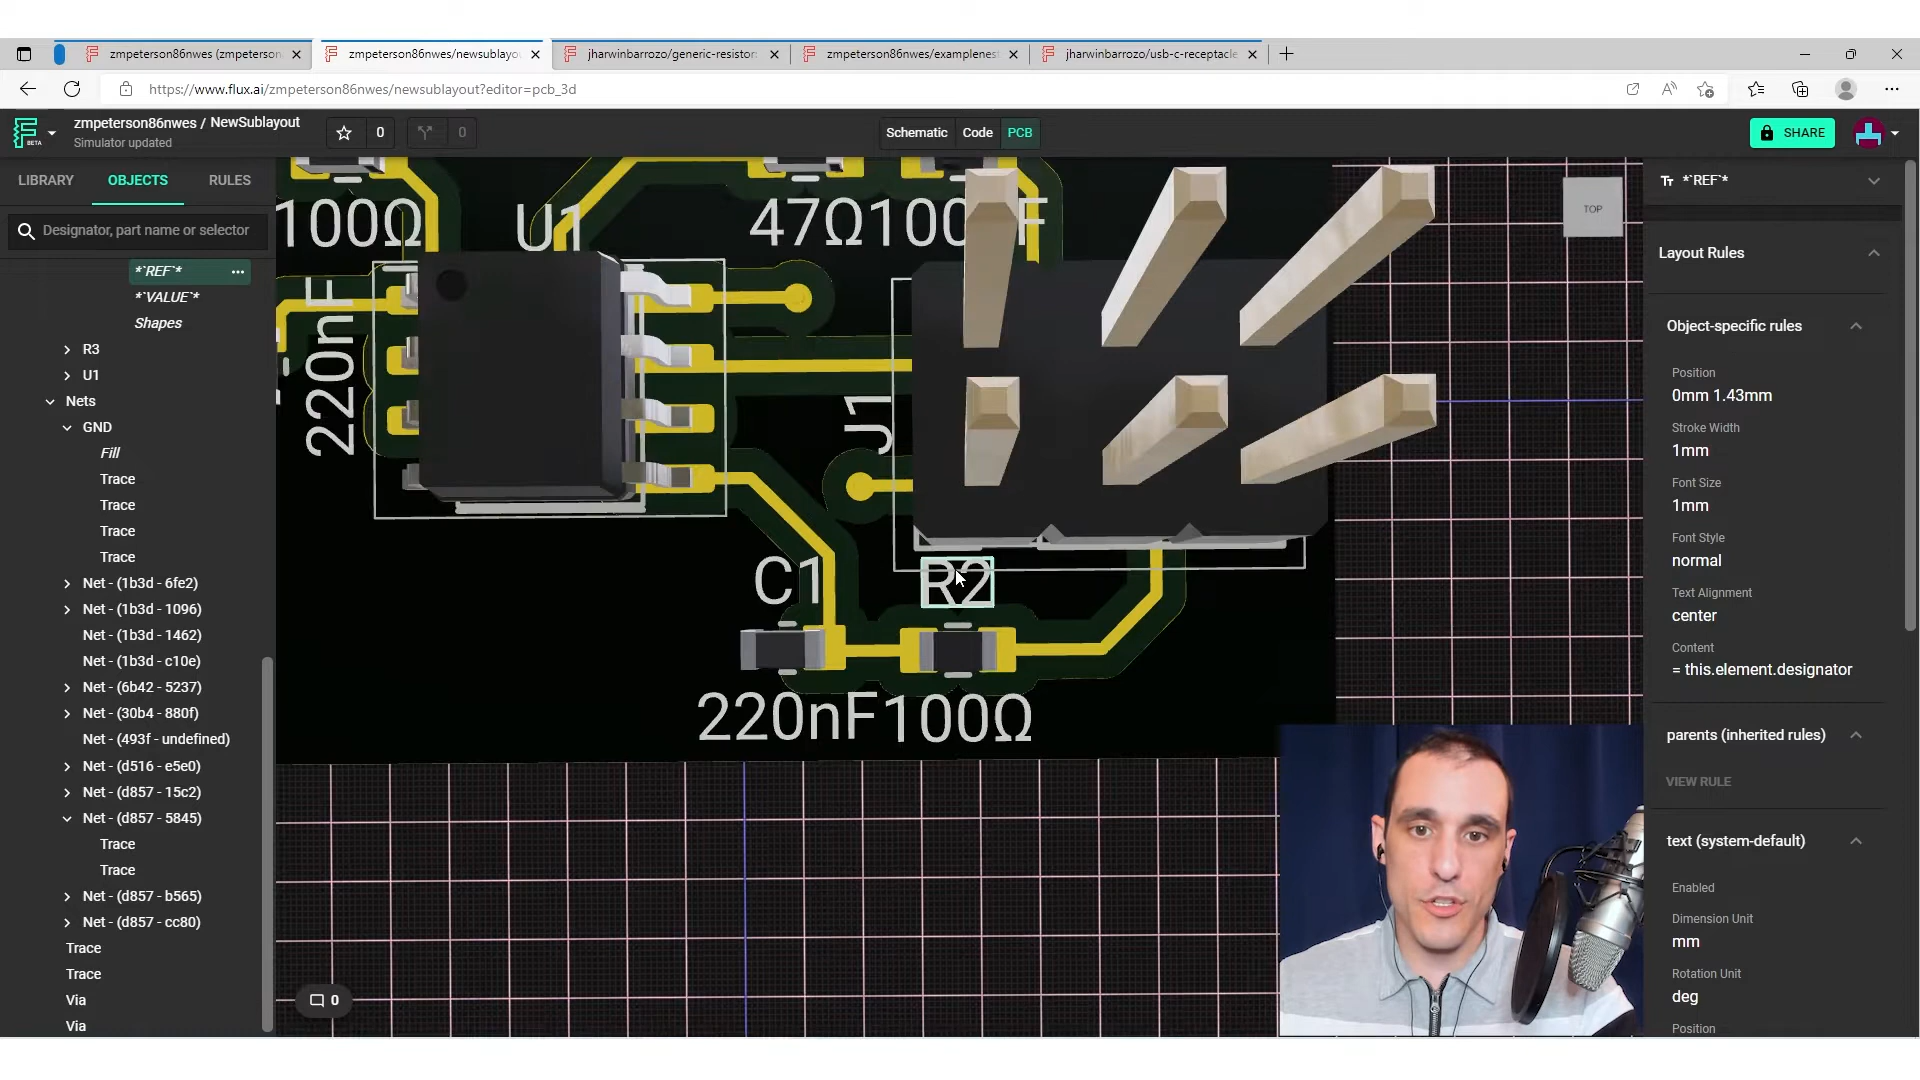 zmpeterson86nwes (zmpeterson
zmpeterson86nwes/newsublayou
jharwinbarrozo/generic-resistor
zmpeterson86nwes/examplenes
jharwinbarrozo/usb-c-receptacle
https://www.flux.ai/zmpeterson86nwes/newsublayout?editor=pcb_3d
BETA
zmpeterson86nwes / NewSublayout
Simulator updated
0
0
Schematic
Code
PCB
SHARE
LIBRARY
OBJECTS
RULES
Designator, part name or selector
*`REF`*
*`VALUE`*
Shapes
R3
U1
Nets
GND
Fill
Trace
Trace
Trace
Trace
Net - (1b3d - 6fe2)
Net - (1b3d - 1096)
Net - (1b3d - 1462)
Net - (1b3d - c10e)
Net - (6b42 - 5237)
Net - (30b4 - 880f)
Net - (493f - undefined)
Net - (d516 - e5e0)
Net - (d857 - 15c2)
Net - (d857 - 5845)
Trace
Trace
Net - (d857 - b565)
Net - (d857 - cc80)
Trace
Trace
Via
Via
100Ω
U1
47Ω
100
F
220nF
J1
C1
R2
220nF
100Ω
TOP
0
*`REF`*
Layout Rules
Object-specific rules
Position
0mm 1.43mm
Stroke Width
1mm
Font Size
1mm
Font Style
normal
Text Alignment
center
Content
= this.element.designator
parents (inherited rules)
VIEW RULE
text (system-default)
Enabled
Dimension Unit
mm
Rotation Unit
deg
Position